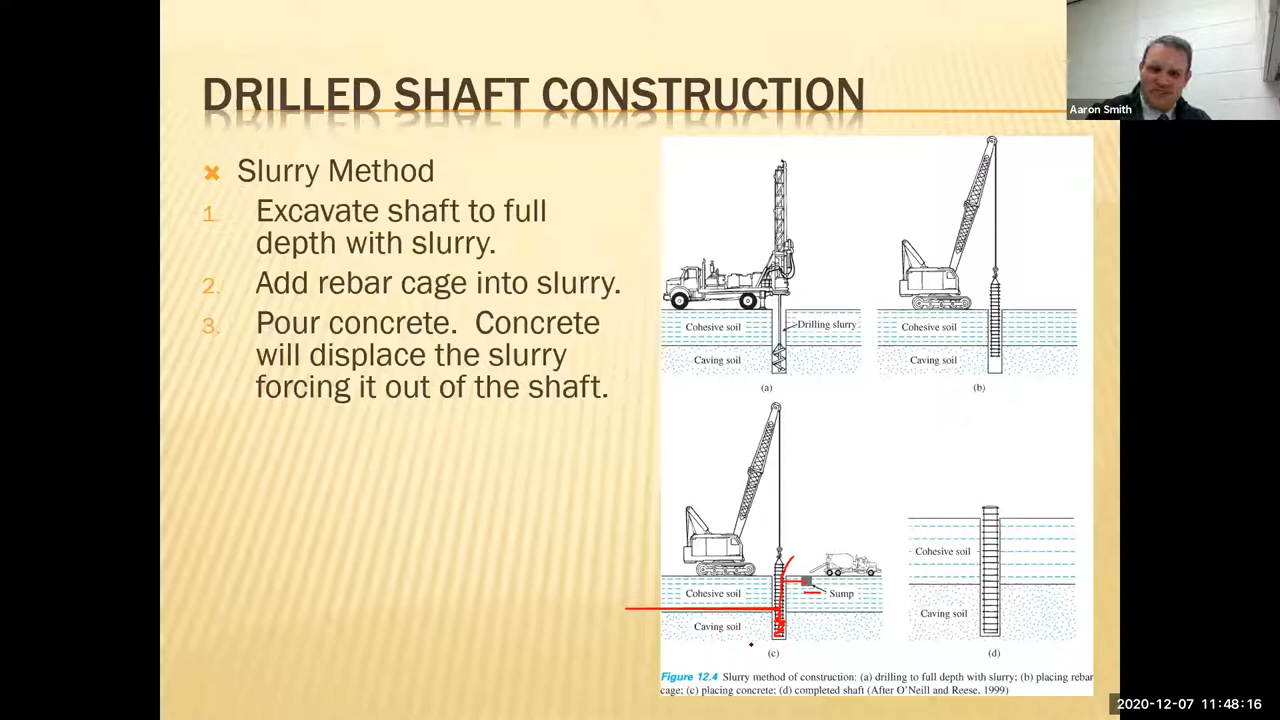 DRILLED SHAFT CONSTRUCTION
Aaron Smith
Slurry Method
1. Excavate shaft to full
depth with slurry.
2. Add rebar cage into slurry.
3. Pour concrete. Concrete
will displace the slurry
forcing it out of the shaft.
Cohesive soil
Drilling slurry
Caving soil
(a)
Cohesive soil
Caving soil
(b)
Cohesive soil
Sump
Caving soil
(c)
Cohesive soil
Caving soil
(d)
Figure 12.4 Slurry method of construction: (a) drilling to full depth with slurry; (b) placing rebar
cage; (c) placing concrete; (d) completed shaft (After O'Neill and Reese, 1999)
2020-12-07 11:48:16